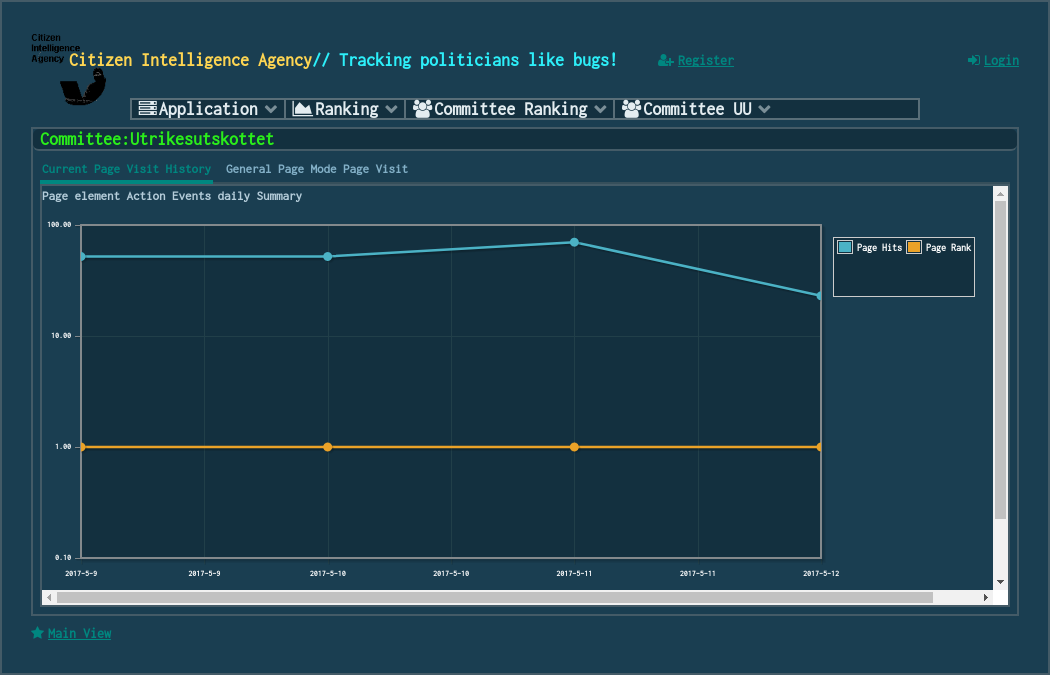 Citizen
Intelligence
Agency
Citizen Intelligence Agency// Tracking politicians like bugs!
Register
Login
Application
Ranking
Committee Ranking
Committee UU
Committee:Utrikesutskottet
Current Page Visit History
General Page Mode Page Visit
Page element Action Events daily Summary
100.00
10.00
1.00
0.10
2017-5-9
2017-5-9
2017-5-10
2017-5-10
2017-5-11
2017-5-11
2017-5-12
Page Hits
Page Rank
Main View